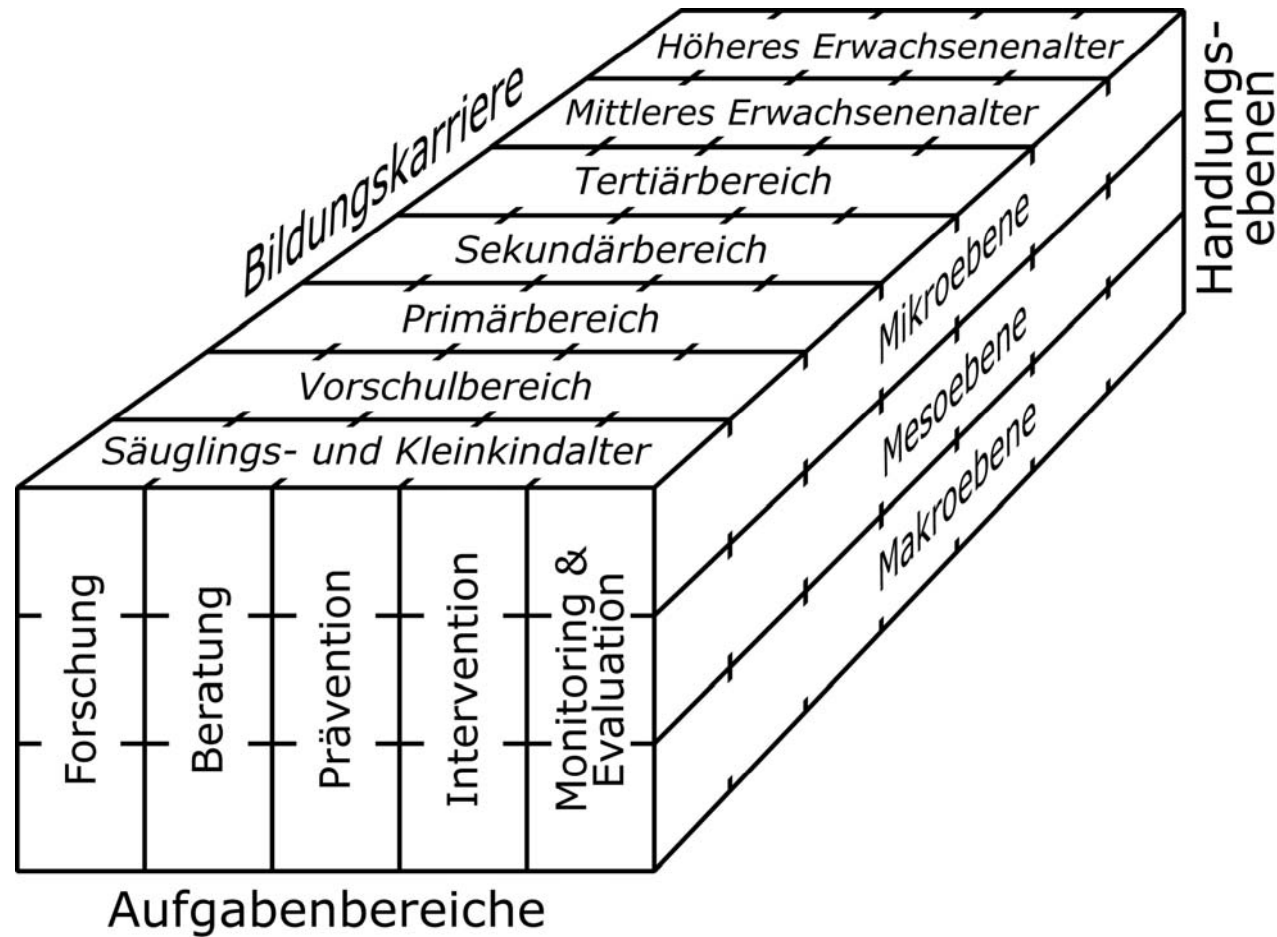 Höheres Erwachsenenalter
Mittleres Erwachsenenalter
Tertiärbereich
Sekundärbereich
Primärbereich
Vorschulbereich
Säuglings- und Kleinkindalter
Bildungskarriere
Handlungs-
ebenen
Mikroebene
Mesoebene
Makroebene
Forschung
Beratung
Prävention
Intervention
Monitoring &
Evaluation
Aufgabenbereiche